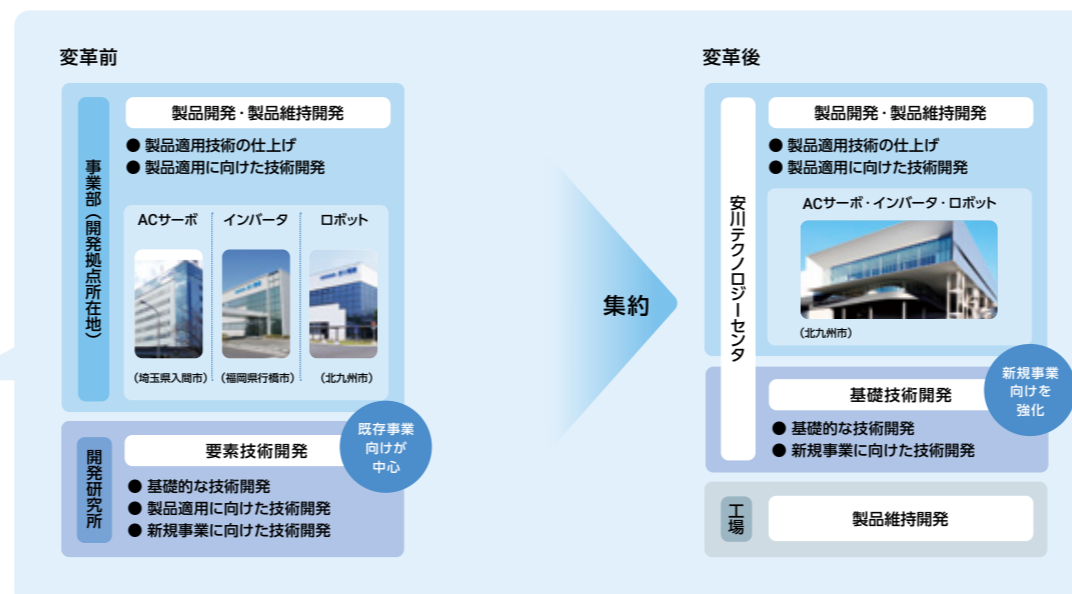 変革前
事業部（開発拠点所在地）
製品開発・製品維持開発
● 製品適用技術の仕上げ
● 製品適用に向けた技術開発
ACサーボ
インバータ
ロボット
（埼玉県入間市）
（福岡県行橋市）
（北九州市）
開発研究所
要素技術開発
既存事業
向けが
中心
● 基礎的な技術開発
● 製品適用に向けた技術開発
● 新規事業に向けた技術開発
集約
変革後
安川テクノロジーセンタ
製品開発・製品維持開発
● 製品適用技術の仕上げ
● 製品適用に向けた技術開発
ACサーボ・インバータ・ロボット
（北九州市）
基礎技術開発
新規事業
向けを
強化
● 基礎的な技術開発
● 新規事業に向けた技術開発
工場
製品維持開発